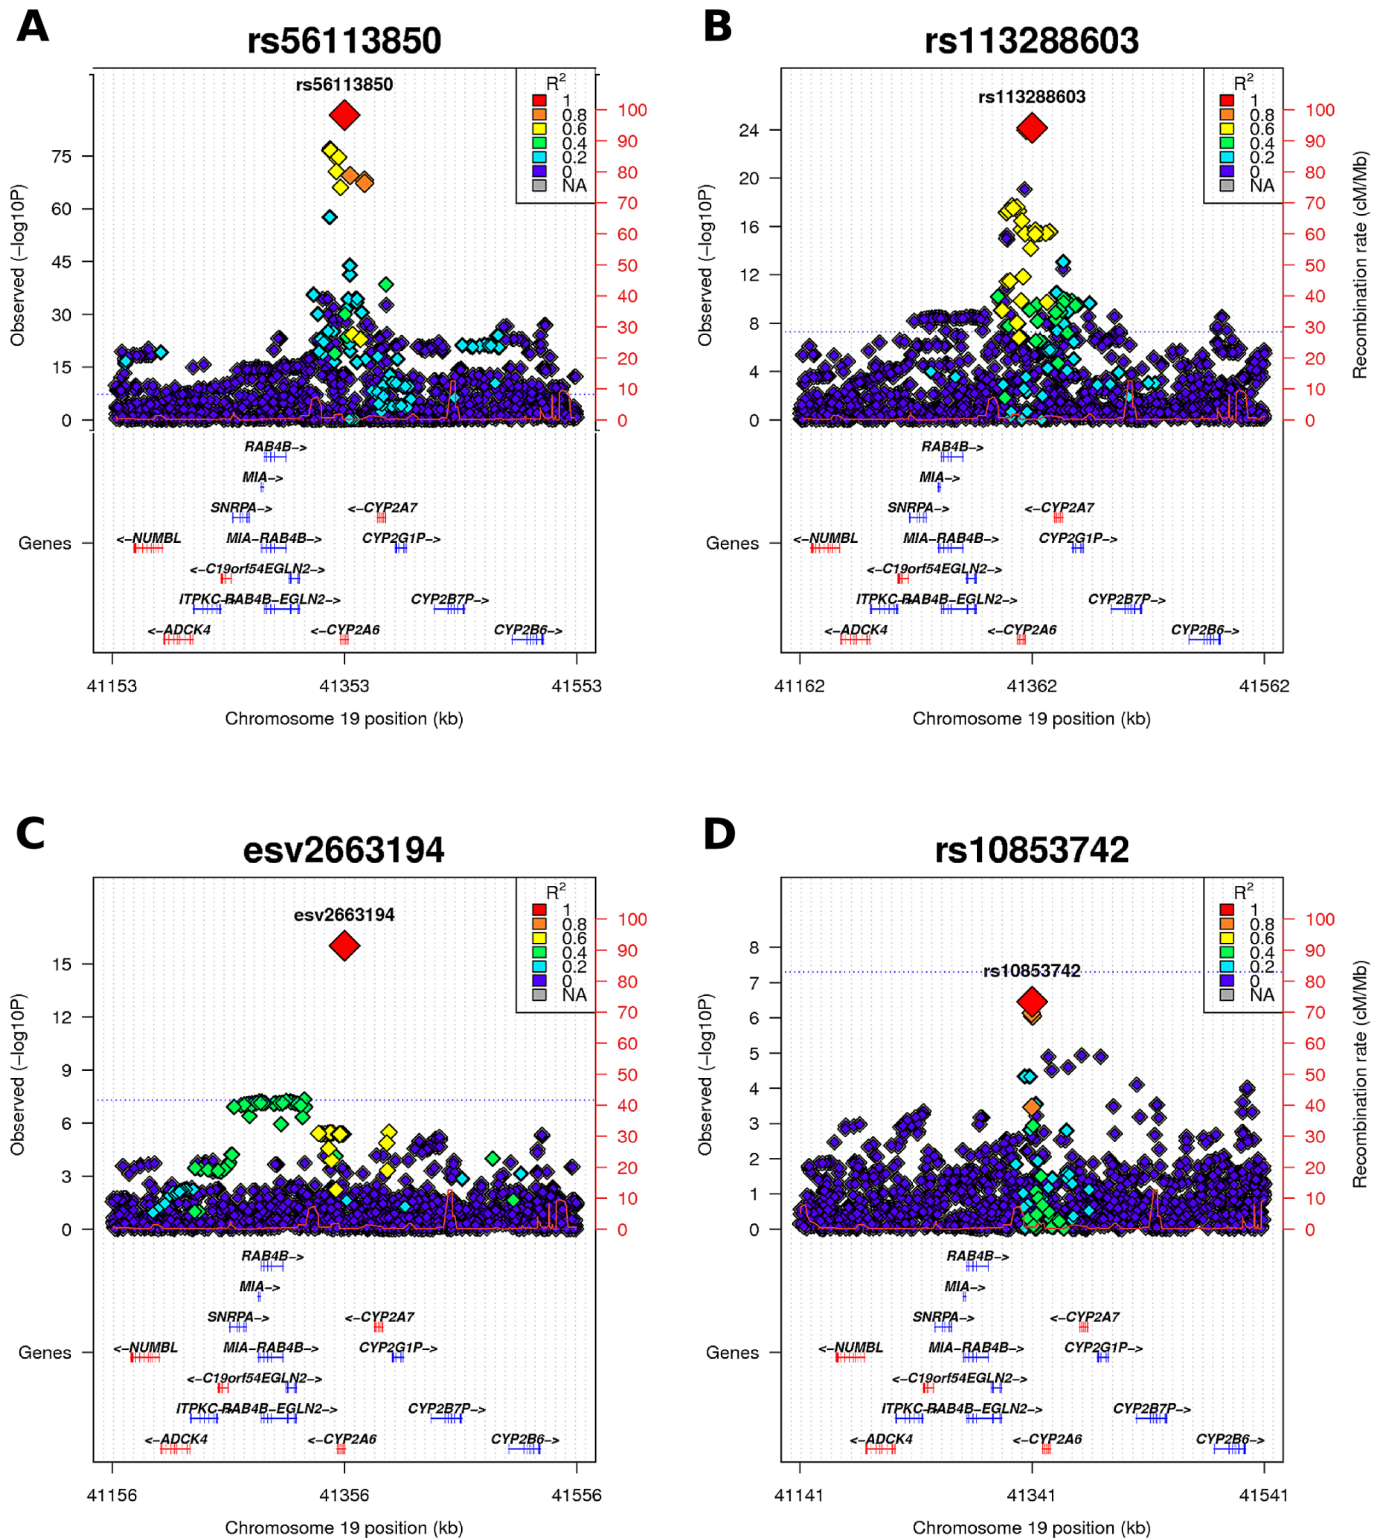 A
rs56113850
rs56113850
R2
1
0.8
0.6
0.4
0.2
0
NA
Observed (−log10P)
75
60
45
30
15
0
100
90
80
70
60
50
40
30
20
10
0
Genes
RAB4B−>
MIA−>
SNRPA−>
<−CYP2A7
<−NUMBL
MIA−RAB4B−>
CYP2G1P−>
<−C19orf54EGLN2−>
ITPKC−>
RAB4B−EGLN2−>
CYP2B7P−>
<−ADCK4
<−CYP2A6
CYP2B6−>
41153
41353
41553
Chromosome 19 position (kb)
B
rs113288603
rs113288603
R2
1
0.8
0.6
0.4
0.2
0
NA
Observed (−log10P)
24
20
16
12
8
4
0
100
90
80
70
60
50
40
30
20
10
0
Recombination rate (cM/Mb)
Genes
RAB4B−>
MIA−>
SNRPA−>
<−CYP2A7
<−NUMBL
MIA−RAB4B−>
CYP2G1P−>
<−C19orf54EGLN2−>
ITPKC−>
RAB4B−EGLN2−>
CYP2B7P−>
<−ADCK4
<−CYP2A6
CYP2B6−>
41162
41362
41562
Chromosome 19 position (kb)
C
esv2663194
esv2663194
R2
1
0.8
0.6
0.4
0.2
0
NA
Observed (−log10P)
15
12
9
6
3
0
100
90
80
70
60
50
40
30
20
10
0
Genes
RAB4B−>
MIA−>
SNRPA−>
<−CYP2A7
<−NUMBL
MIA−RAB4B−>
CYP2G1P−>
<−C19orf54EGLN2−>
ITPKC−>
RAB4B−EGLN2−>
CYP2B7P−>
<−ADCK4
<−CYP2A6
CYP2B6−>
41156
41356
41556
Chromosome 19 position (kb)
D
rs10853742
rs10853742
R2
1
0.8
0.6
0.4
0.2
0
NA
Observed (−log10P)
8
7
6
5
4
3
2
1
0
100
90
80
70
60
50
40
30
20
10
0
Recombination rate (cM/Mb)
Genes
RAB4B−>
MIA−>
SNRPA−>
<−CYP2A7
<−NUMBL
MIA−RAB4B−>
CYP2G1P−>
<−C19orf54EGLN2−>
ITPKC−>
RAB4B−EGLN2−>
CYP2B7P−>
<−ADCK4
<−CYP2A6
CYP2B6−>
41141
41341
41541
Chromosome 19 position (kb)